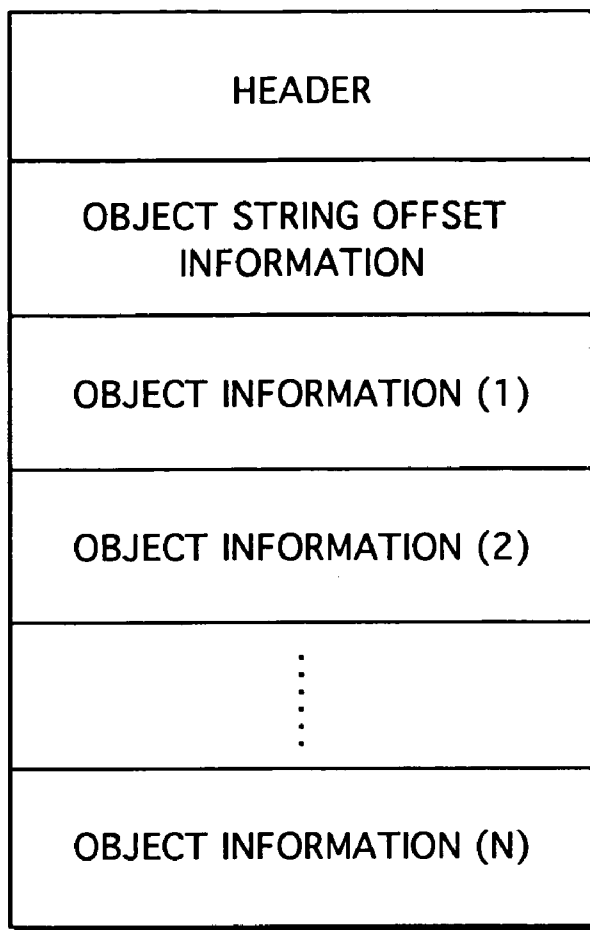 HEADER
OBJECT STRING OFFSET
INFORMATION
OBJECT INFORMATION (1)
OBJECT INFORMATION (2)
OBJECT INFORMATION (N)